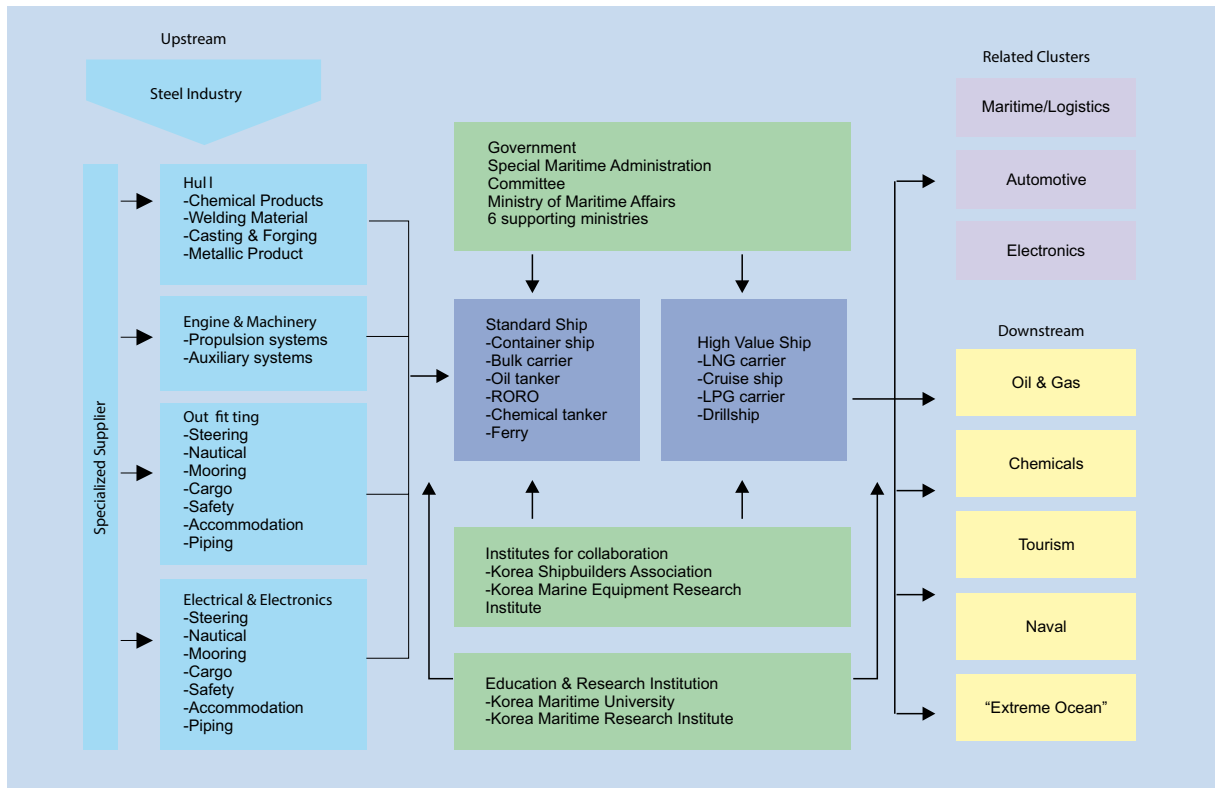 Upstream
Steel Industry
Specialized Supplier
Hull
-Chemical Products
-Welding Material
-Casting & Forging
-Metallic Product
Engine & Machinery
-Propulsion systems
-Auxiliary systems
Out fitting
-Steering
-Nautical
-Mooring
-Cargo
-Safety
-Accommodation
-Piping
Electrical & Electronics
-Steering
-Nautical
-Mooring
-Cargo
-Safety
-Accommodation
-Piping
Government
Special Maritime Administration
Committee
Ministry of Maritime Affairs
6 supporting ministries
Standard Ship
-Container ship
-Bulk carrier
-Oil tanker
-RORO
-Chemical tanker
-Ferry
High Value Ship
-LNG carrier
-Cruise ship
-LPG carrier
-Drillship
Institutes for collaboration
-Korea Shipbuilders Association
-Korea Marine Equipment Research
Institute
Education & Research Institution
-Korea Maritime University
-Korea Maritime Research Institute
Related Clusters
Maritime/Logistics
Automotive
Electronics
Downstream
Oil & Gas
Chemicals
Tourism
Naval
“Extreme Ocean”